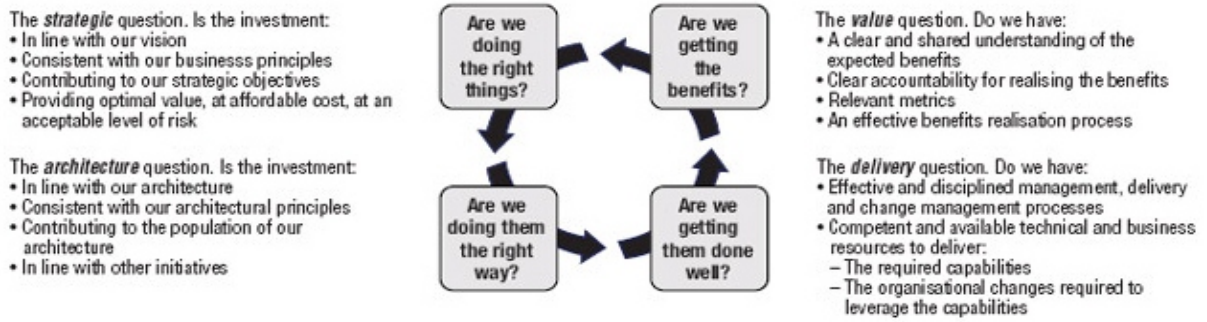 The strategic question. Is the investment:
• In line with our vision
• Consistent with our businesss principles
• Contributing to our strategic objectives
• Providing optimal value, at affordable cost, at an
acceptable level of risk
Are we
doing
the right
things?
Are we
getting
the
benefits?
The value question. Do we have:
• A clear and shared understanding of the
expected benefits
• Clear accountability for realising the benefits
• Relevant metrics
• An effective benefits realisation process
The architecture question. Is the investment:
• In line with our architecture
• Consistent with our architectural principles
• Contributing to the population of our
architecture
• In line with other initiatives
Are we
doing them
the right
way?
Are we
getting
them done
well?
The delivery question. Do we have:
• Effective and disciplined management, delivery
and change management processes
• Competent and available technical and business
resources to deliver:
– The required capabilities
– The organisational changes required to
leverage the capabilities